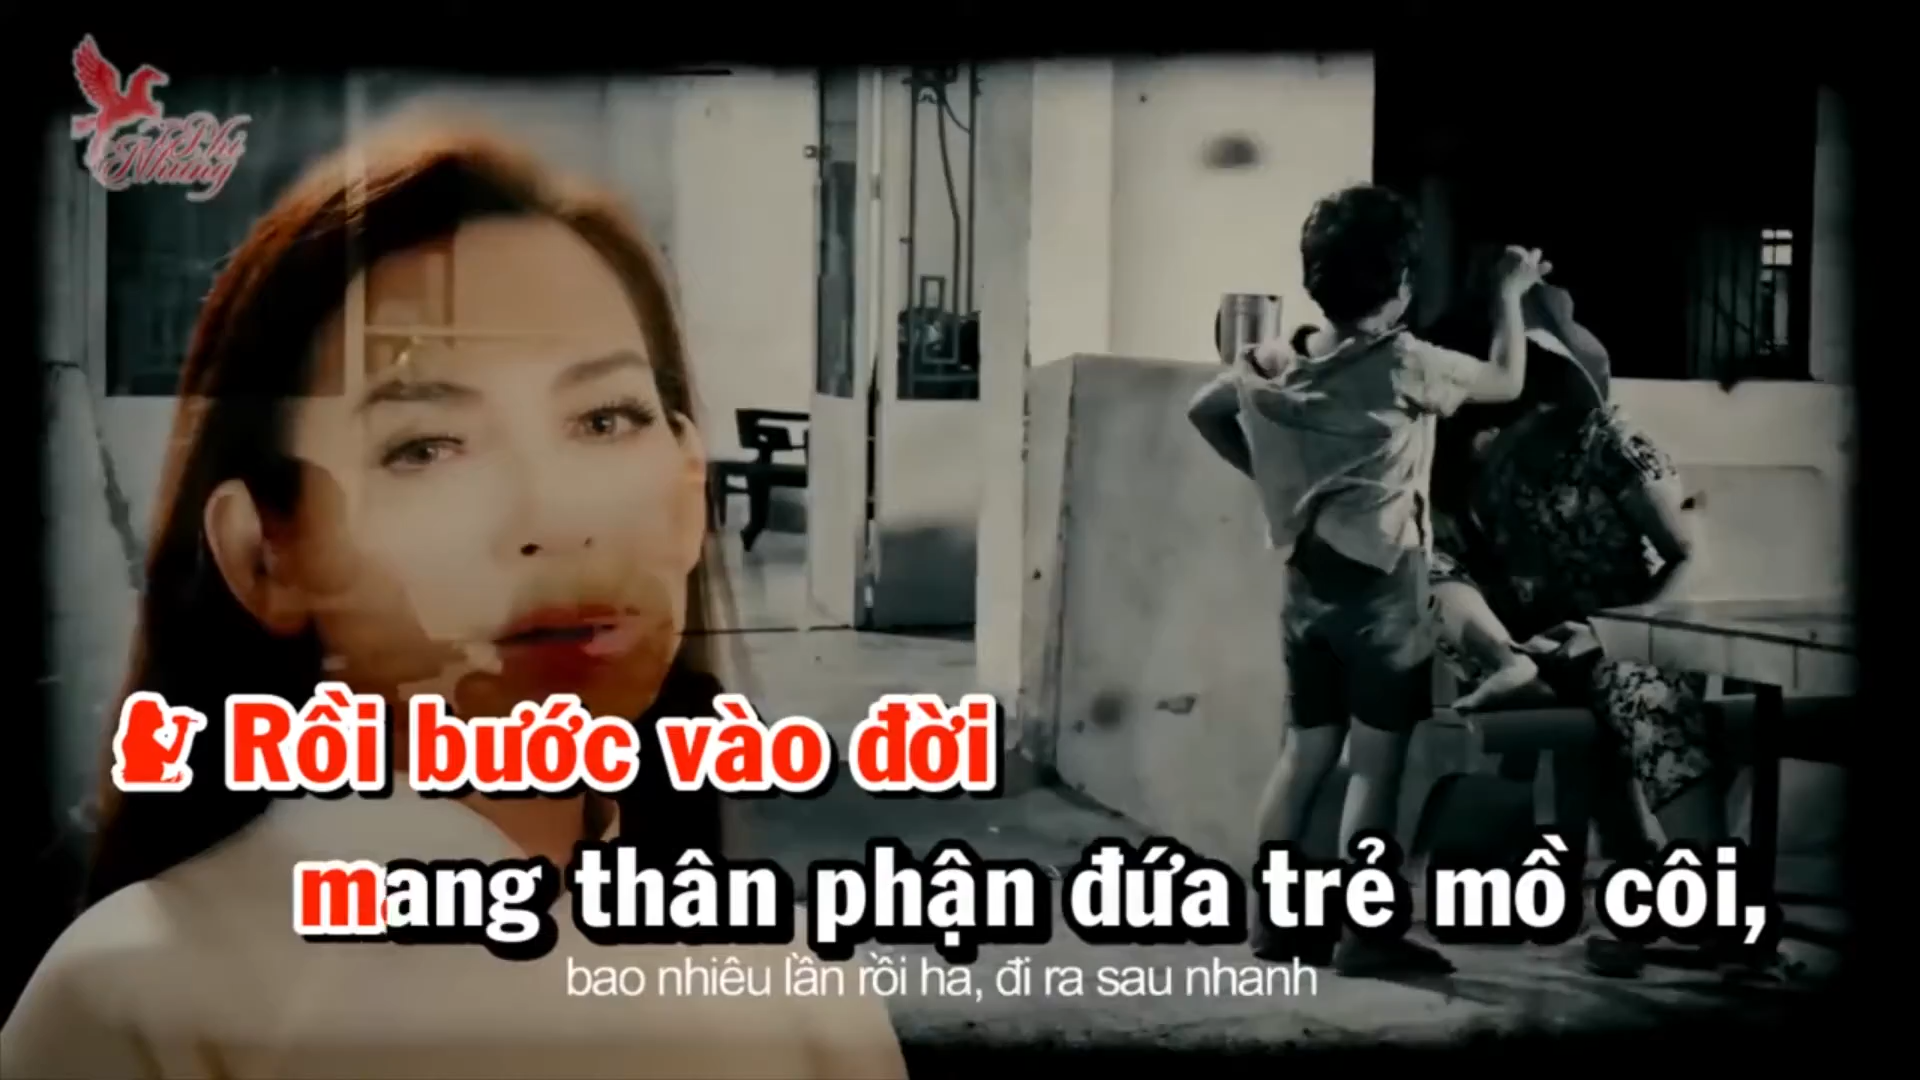 Phi
Nhung
Rồi bước vào đời
mang thân phận đứa trẻ mồ côi,
bao nhiêu lần rồi ha, đi ra sau nhanh